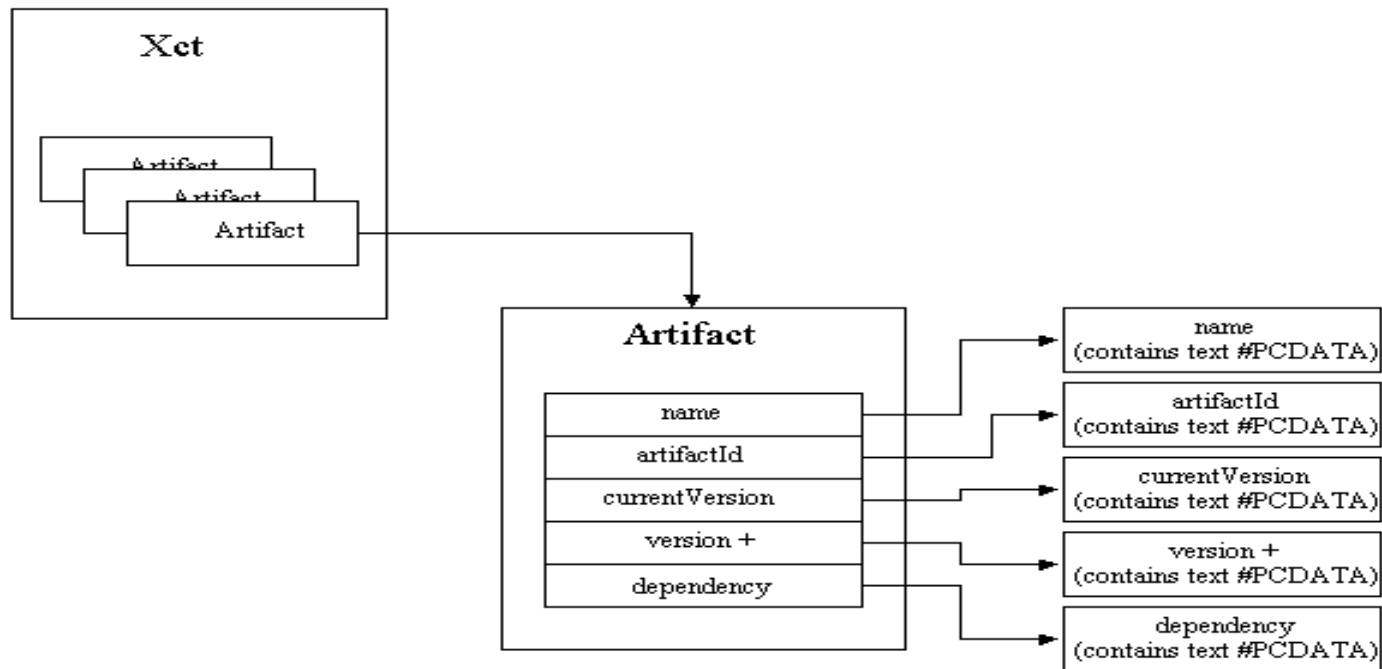 Xct
Artifact
Artifact
Artifact
Artifact
name
artifactId
currentVersion
version +
dependency
name
(contains text #PCDATA)
artifactId
(contains text #PCDATA)
currentVersion
(contains text #PCDATA)
version +
(contains text #PCDATA)
dependency
(contains text #PCDATA)